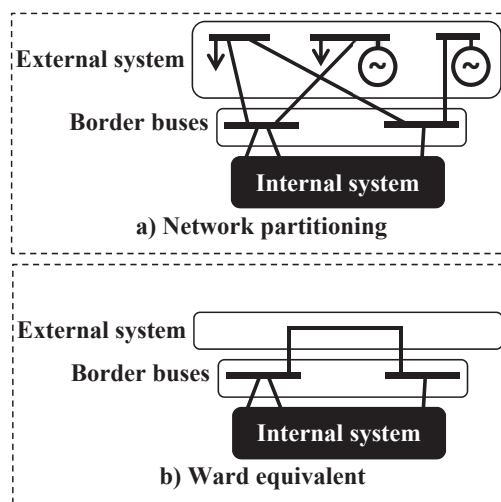 External system
~
~
Border buses
Internal system
a) Network partitioning
External system
Border buses
Internal system
b) Ward equivalent